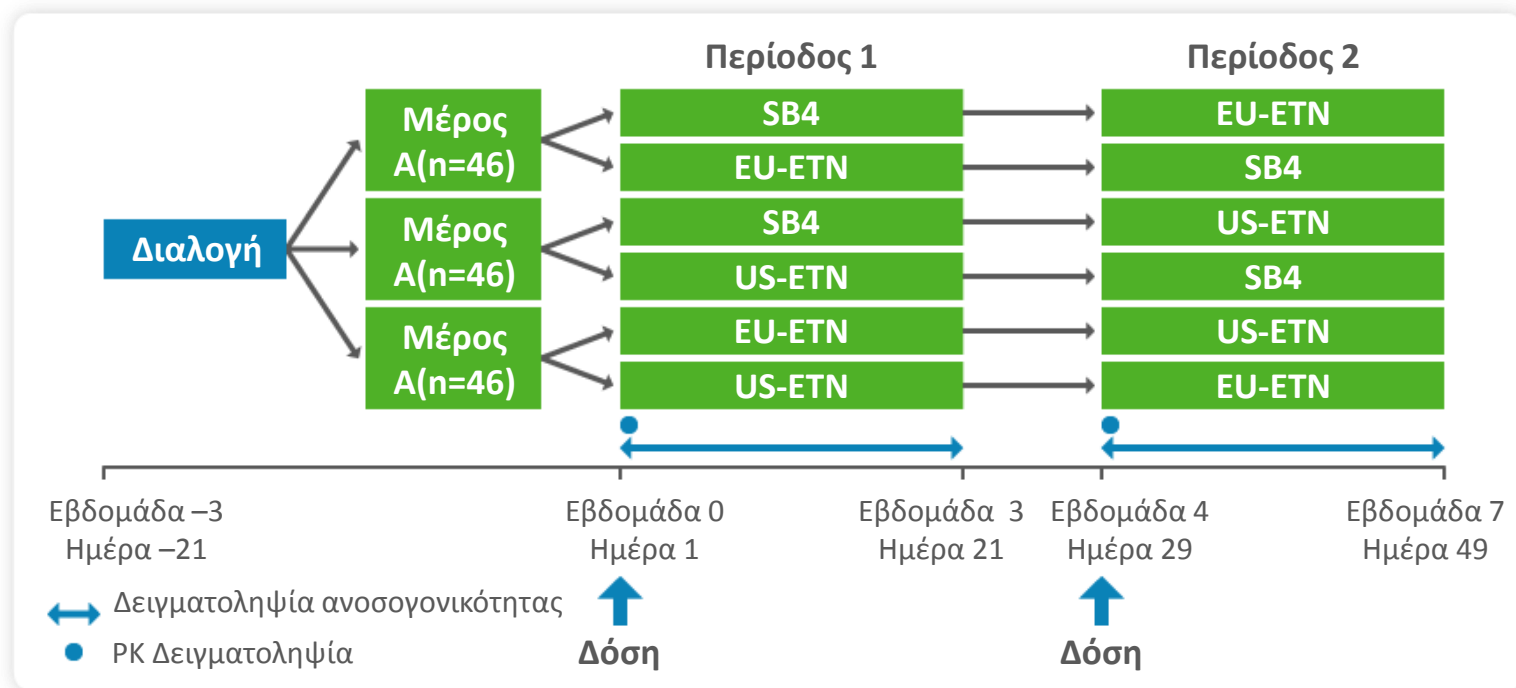 Περίοδος 1
Περίοδος 2
Διαλογή
Μέρος
Α(n=46)
SB4
EU-ETN
EU-ETN
SB4
Μέρος
Α(n=46)
SB4
US-ETN
US-ETN
SB4
Μέρος
Α(n=46)
EU-ETN
US-ETN
US-ETN
EU-ETN
Εβδομάδα –3
Ημέρα –21
Εβδομάδα 0
Ημέρα 1
Εβδομάδα 3
Ημέρα 21
Εβδομάδα 4
Ημέρα 29
Εβδομάδα 7
Ημέρα 49
Δειγματοληψία ανοσογονικότητας
PK Δειγματοληψία
Δόση
Δόση